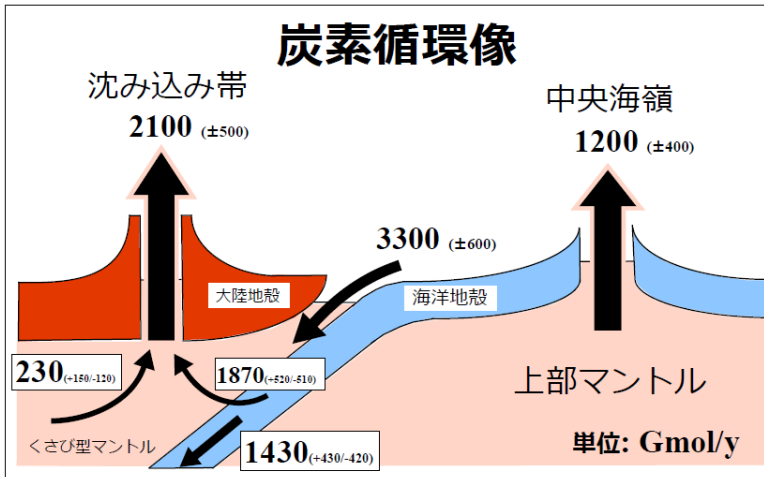 炭素循環像
沈み込み帯
2100 (±500)
中央海嶺
1200 (±400)
3300 (±600)
大陸地殻
海洋地殻
230(+150/-120)
1870(+520/-510)
上部マントル
くさび型マントル
1430(+430/-420)
単位: Gmol/y